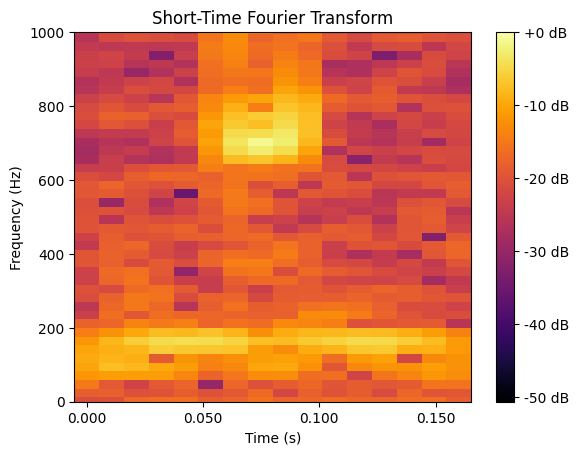 Short-Time Fourier Transform
Frequency (Hz)
1000
800
600
400
200
0
0.000
0.050
0.100
0.150
Time (s)
+0 dB
-10 dB
-20 dB
-30 dB
-40 dB
-50 dB